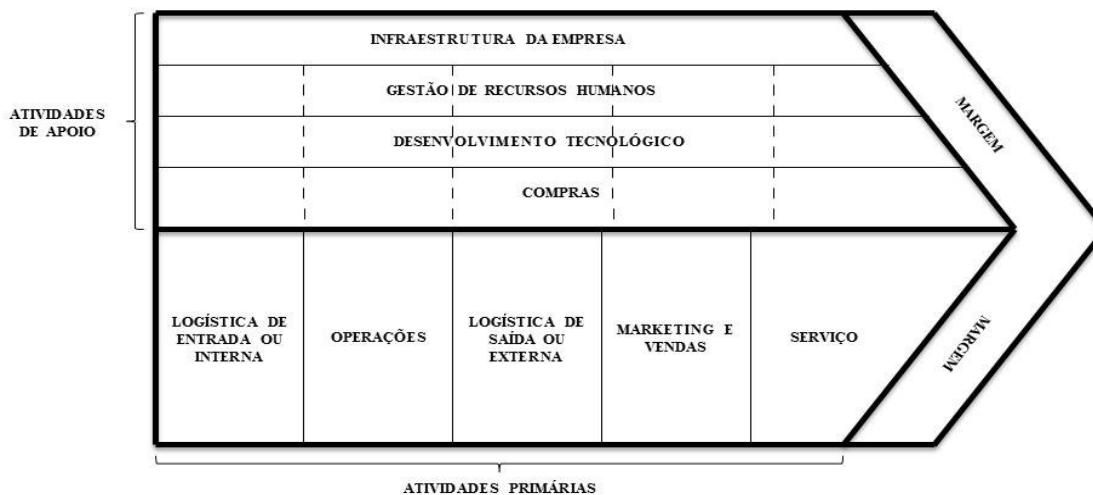 INFRAESTRUTURA DA EMPRESA
GESTÃO DE RECURSOS HUMANOS
ATIVIDADES
DE APOIO
DESENVOLVIMENTO TECNOLÓGICO
COMPRAS
MARGEM
LOGÍSTICA DE
ENTRADA OU
INTERNA
OPERAÇÕES
LOGÍSTICA DE
SAÍDA OU
EXTERNA
MARKETING E
VENDAS
SERVIÇO
MARGEM
ATIVIDADES PRIMÁRIAS